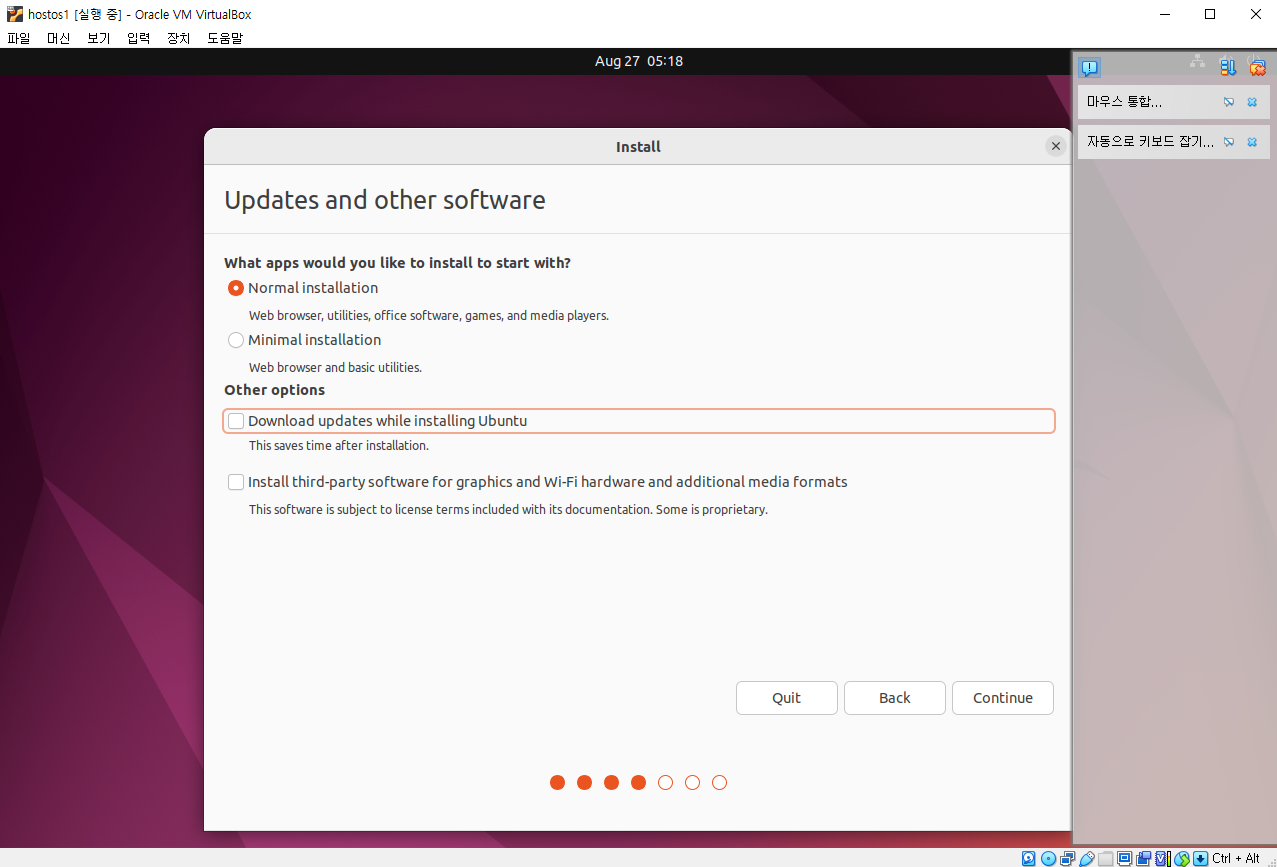 hostos1 [실행 중] - Oracle VM VirtualBox
파일 머신 보기 입력 장치 도움말
Aug 27 05:18
마우스 통합...
자동으로 키보드 잡기...
Install
Updates and other software
What apps would you like to install to start with?
Normal installation
Web browser, utilities, office software, games, and media players.
Minimal installation
Web browser and basic utilities.
Other options
Download updates while installing Ubuntu
This saves time after installation.
Install third-party software for graphics and Wi-Fi hardware and additional media formats
This software is subject to license terms included with its documentation. Some is proprietary.
Quit Back Continue
Ctrl + Alt